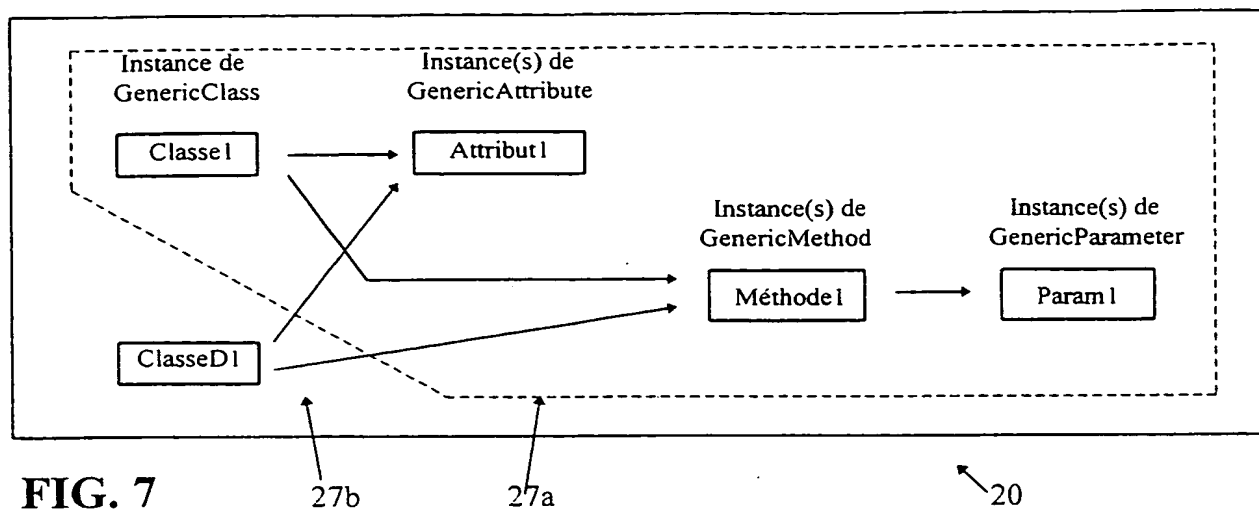 Instance de
GenericClass
Instance(s) de
GenericAttribute
Classe1
Attribut1
Instance(s) de
GenericMethod
Instance(s) de
GenericParameter
Méthode1
Param1
ClasseD1
FIG. 7
27b
27a
20